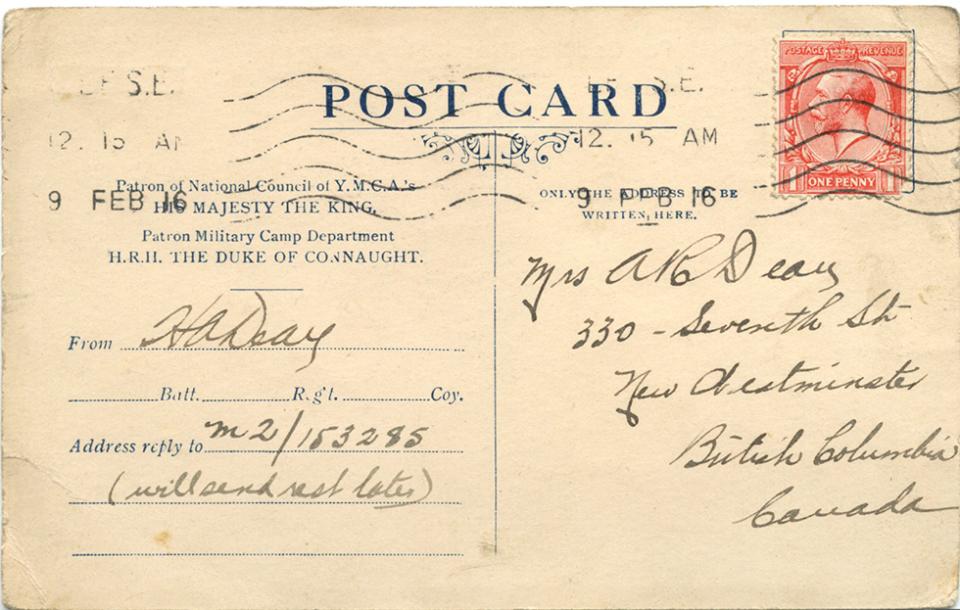 S.E.
S.E.
POST CARD
POSTAGE REVENUE
ONE PENNY
12. 15 AM
12. 15 AM
9 FEB 16
9 FEB 16
Patron of National Council of Y.M.C.A.'s
HIS MAJESTY THE KING.
Patron Military Camp Department
H.R.H. THE DUKE OF CONNAUGHT.
ONLY THE ADDRESS TO BE
WRITTEN HERE.
From H A Deay
Batt. Rg't. Coy.
Address reply to M2/153285
(will send rest later)
Mrs A R Deay
330 - Seventh St
New Westminster
British Columbia
Canada